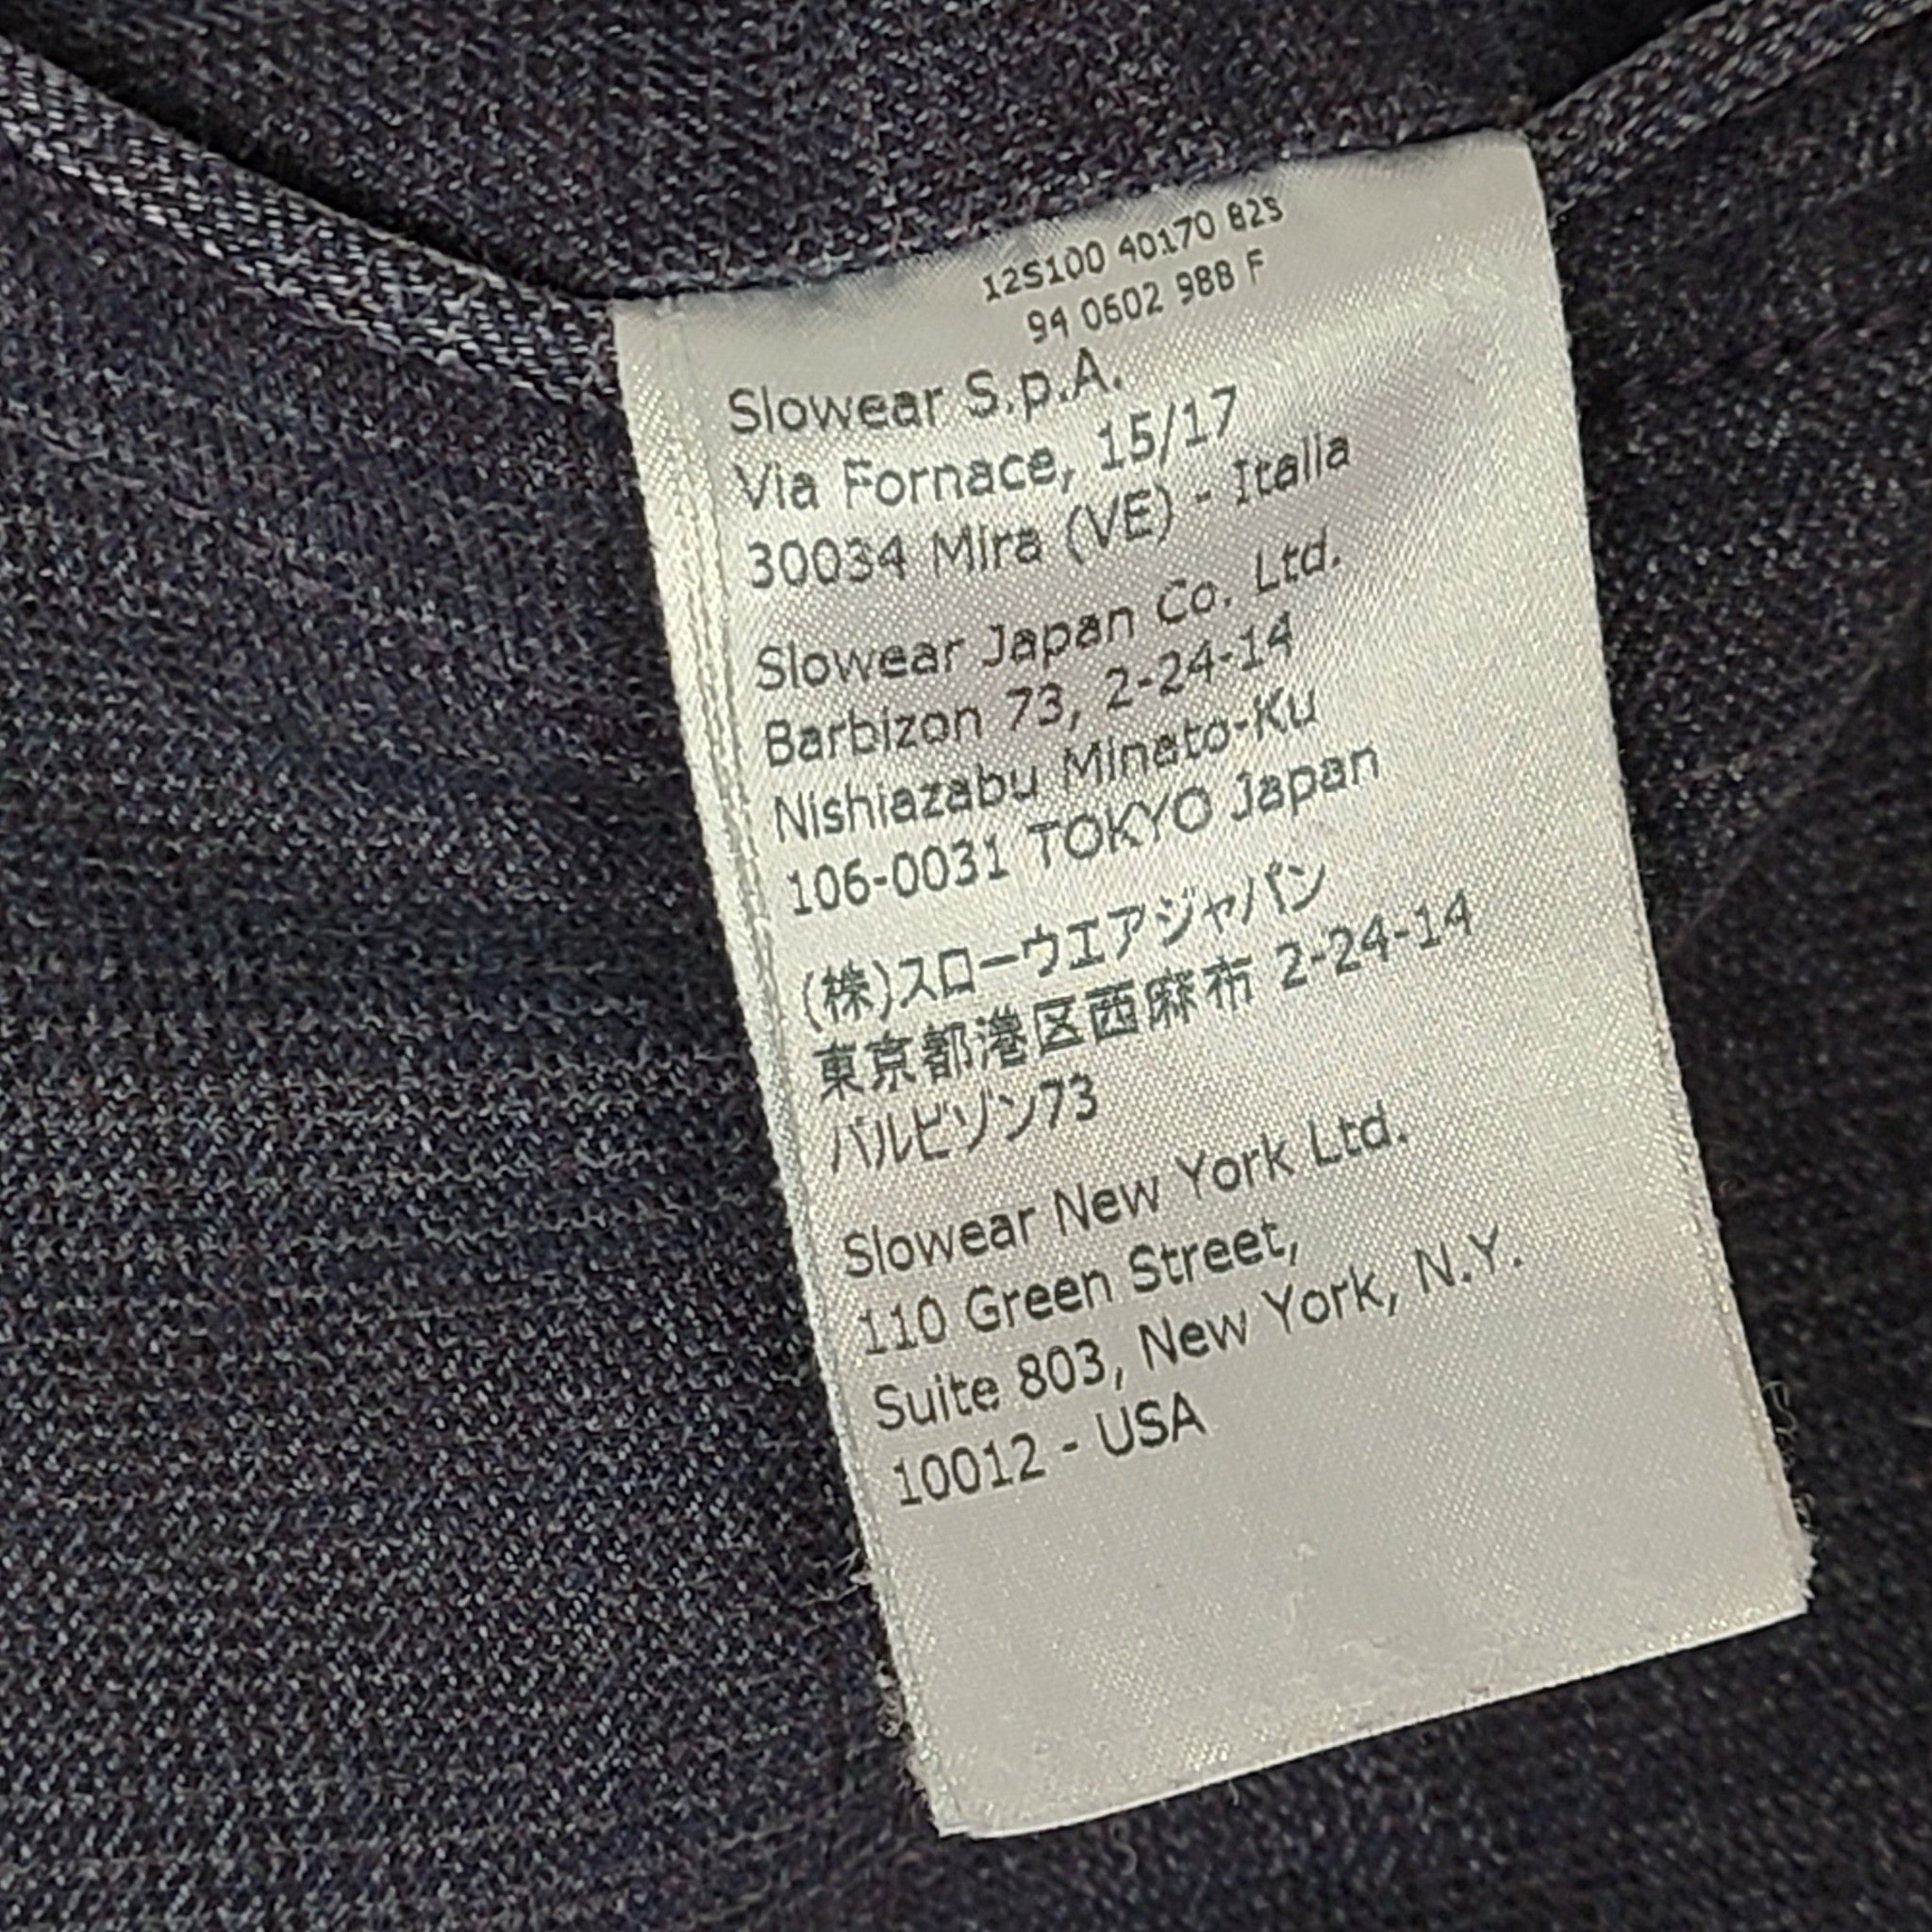 12S100 40170 82S
94 0602 988 F
Slowear S.p.A.
Via Fornace, 15/17
30034 Mira (VE) - Italia
Slowear Japan Co. Ltd.
Barbizon 73, 2-24-14
Nishiazabu Minato-Ku
106-0031 TOKYO Japan
(株)スローウエアジャパン
東京都港区西麻布 2-24-14
バルビゾン73
Slowear New York Ltd.
110 Green Street,
Suite 803, New York, N.Y.
10012 - USA